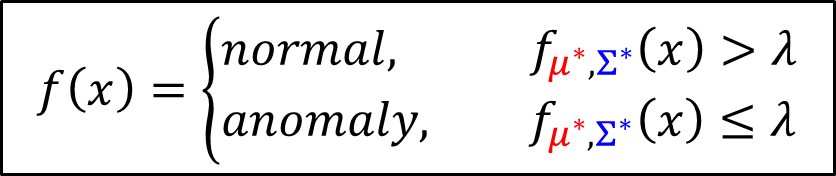 f(x) = { normal, f_{μ*,Σ*}(x) > λ
anomaly, f_{μ*,Σ*}(x) ≤ λ